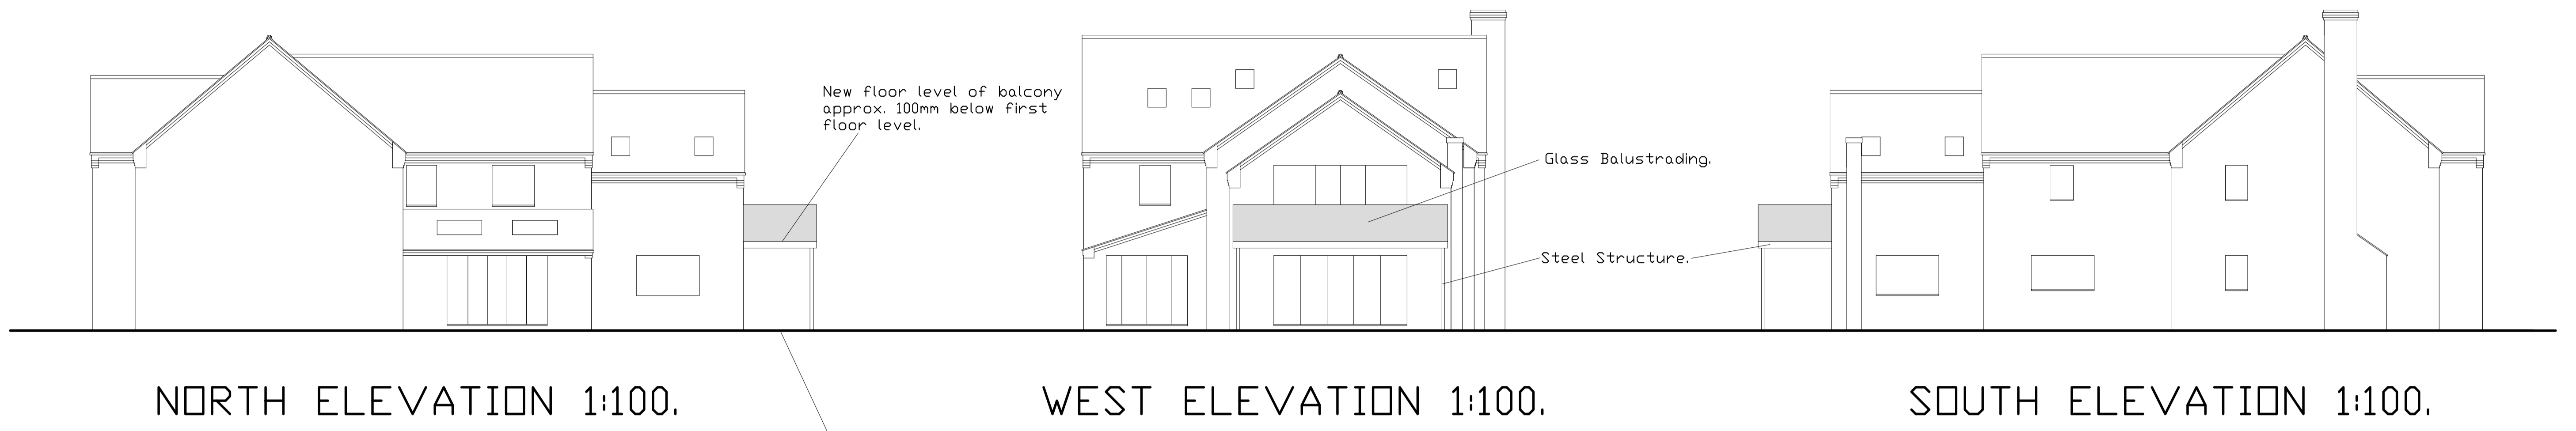 New floor level of balcony
approx. 100mm below first
floor level.
Glass Balustrading.
Steel Structure.
NORTH ELEVATION 1:100.
WEST ELEVATION 1:100.
SOUTH ELEVATION 1:100.